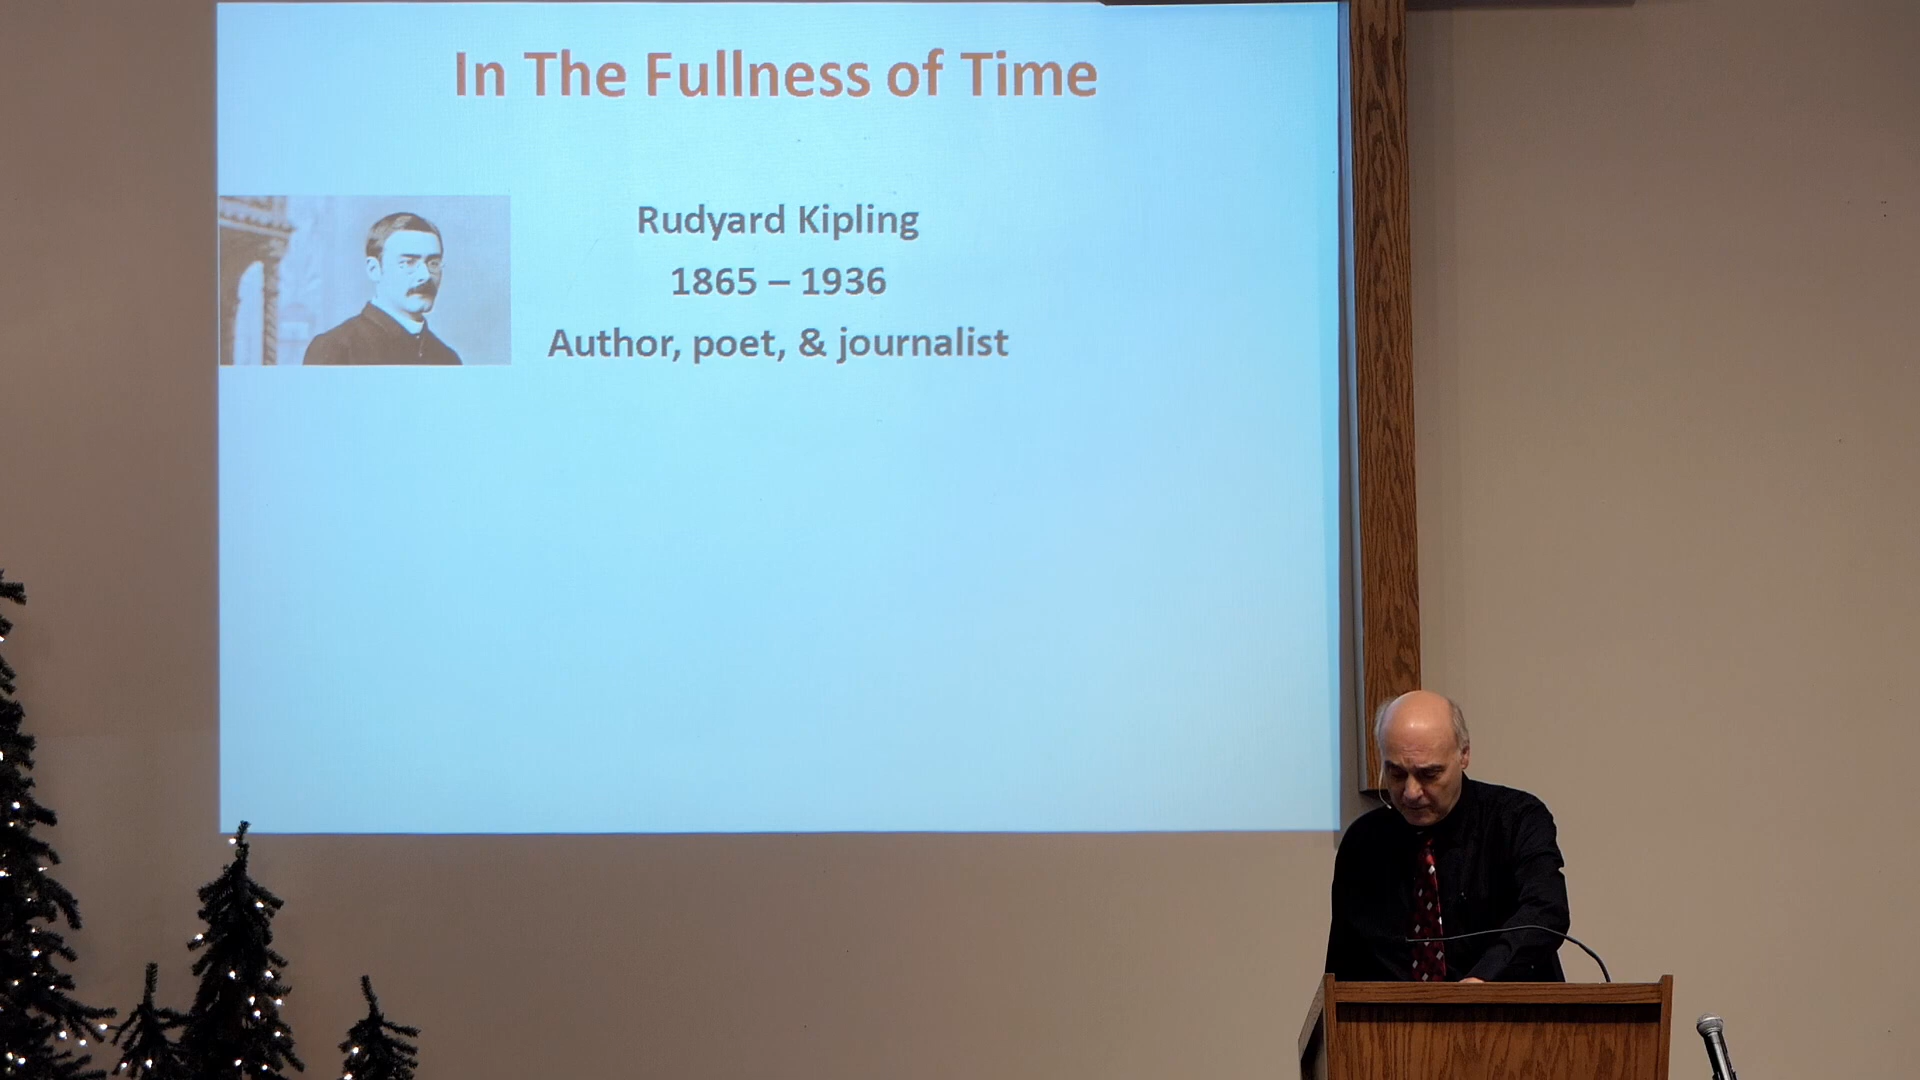 In The Fullness of Time
Rudyard Kipling
1865 – 1936
Author, poet, & journalist